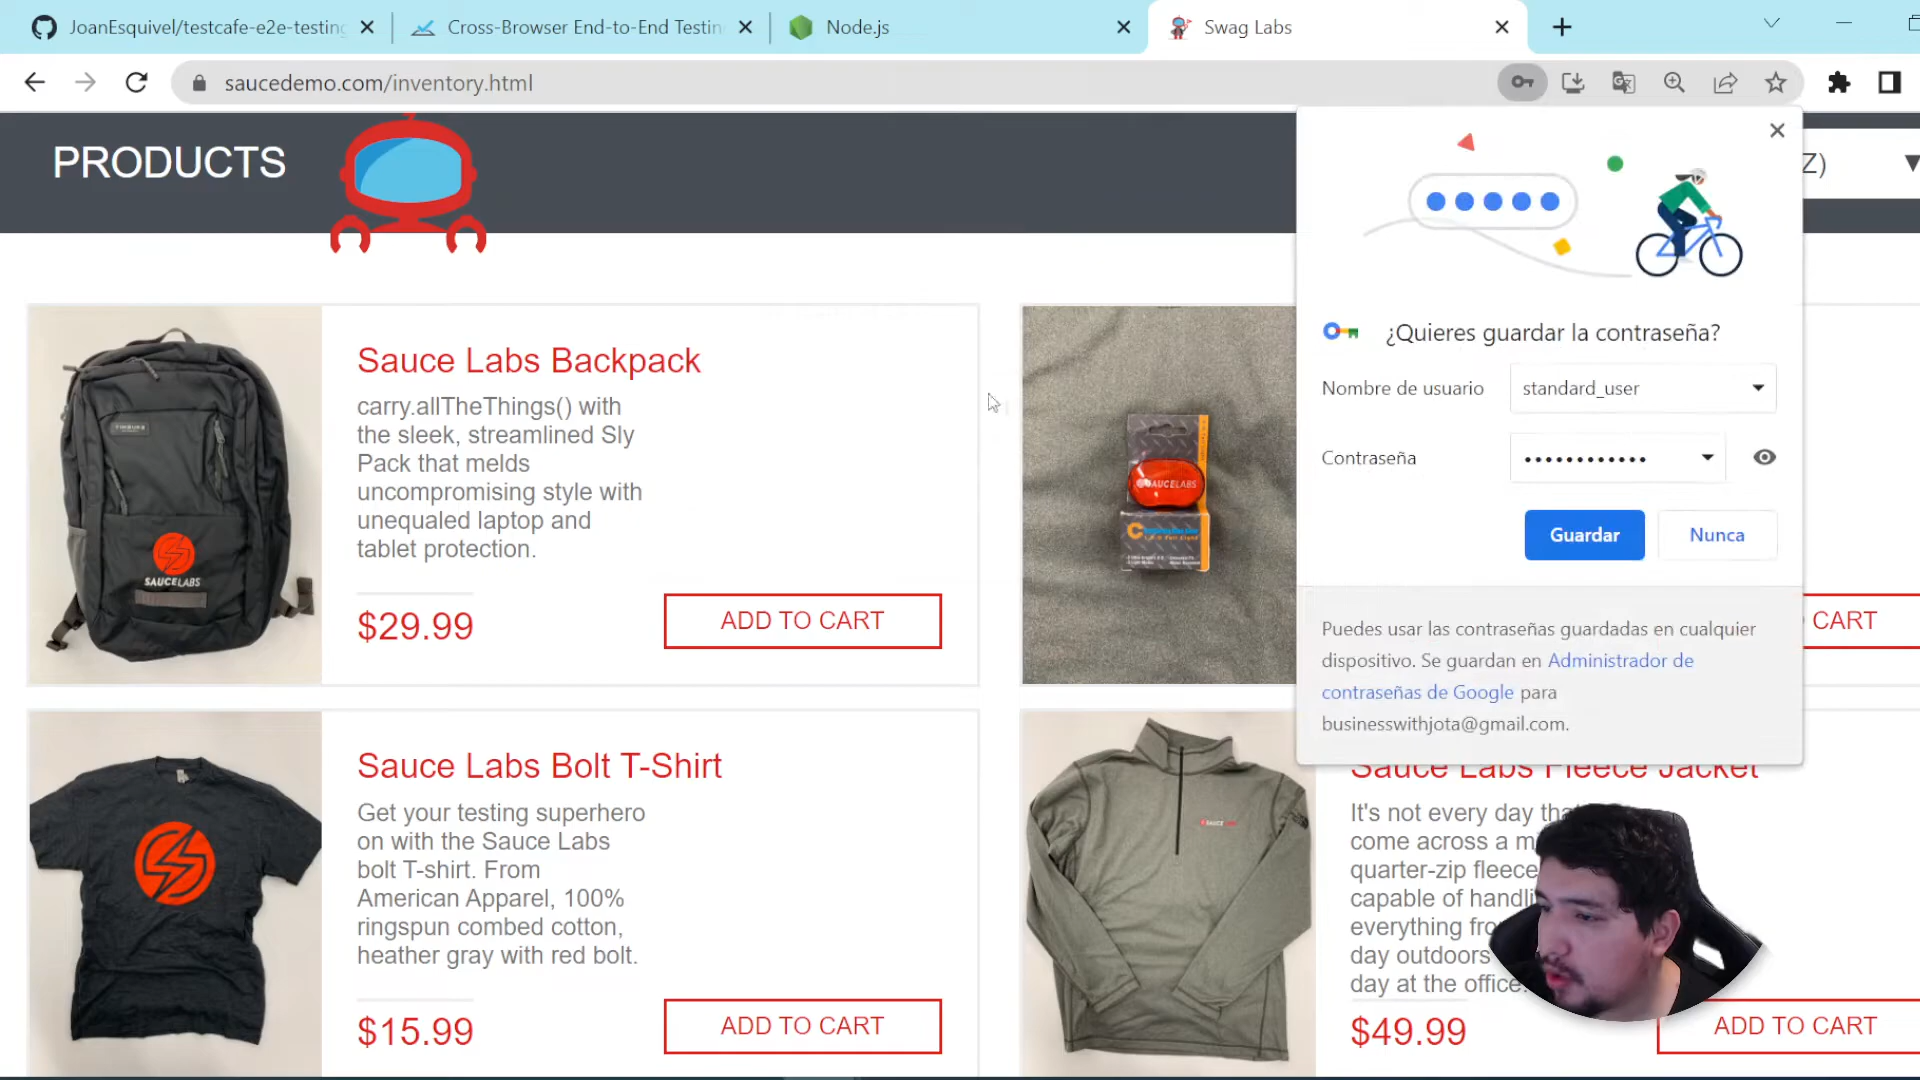 JoanEsquivel/testcafe-e2e-testing
Cross-Browser End-to-End Testin
Node.js
Swag Labs
saucedemo.com/inventory.html
PRODUCTS
Z)
Sauce Labs Backpack
carry.allTheThings() with
the sleek, streamlined Sly
Pack that melds
uncompromising style with
unequaled laptop and
tablet protection.
$29.99
ADD TO CART
SAUCELABS
SAUCELABS
¿Quieres guardar la contraseña?
Nombre de usuario
standard_user
Contraseña
••••••••••••
Guardar
Nunca
Puedes usar las contraseñas guardadas en cualquier
dispositivo. Se guardan en Administrador de
contraseñas de Google para
businesswithjota@gmail.com.
CART
Sauce Labs Bolt T-Shirt
Get your testing superhero
on with the Sauce Labs
bolt T-shirt. From
American Apparel, 100%
ringspun combed cotton,
heather gray with red bolt.
$15.99
ADD TO CART
Sauce Labs Fleece Jacket
It's not every day tha
come across a m
quarter-zip fleece
capable of handli
everything fro
day outdoors
day at the office.
$49.99
ADD TO CART